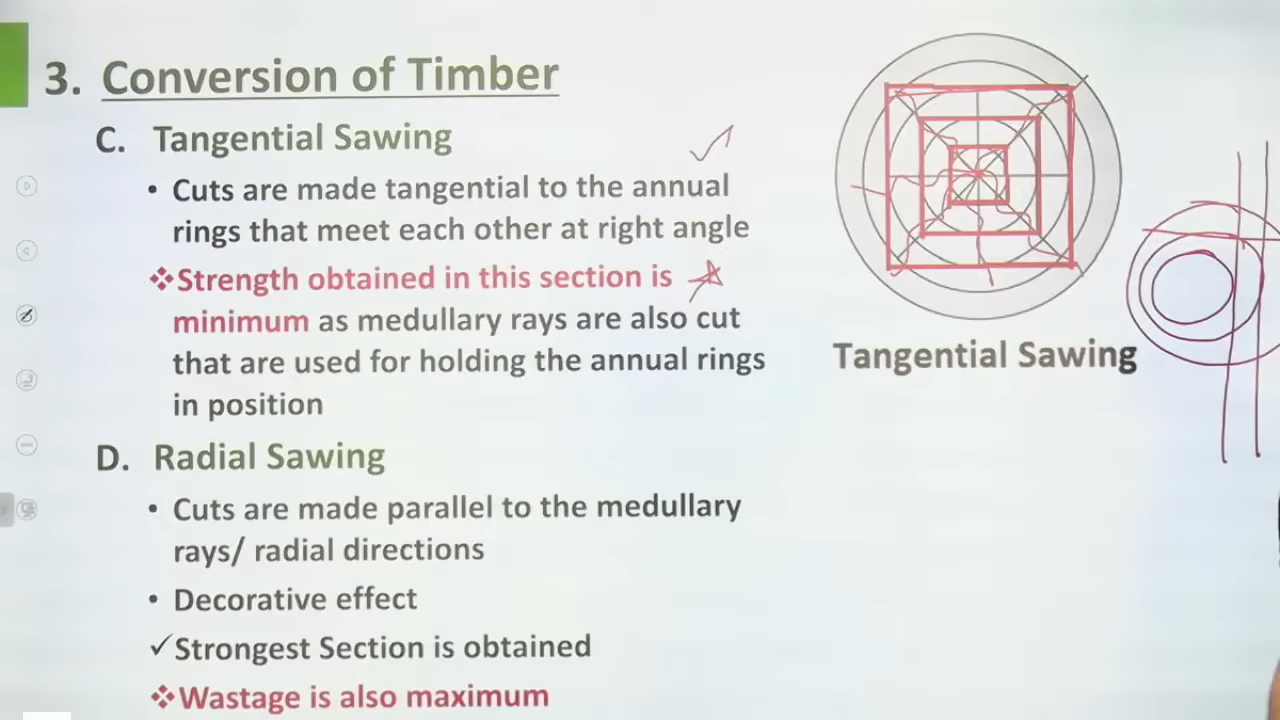 3. Conversion of Timber
C. Tangential Sawing
• Cuts are made tangential to the annual
rings that meet each other at right angle
❖Strength obtained in this section is
minimum as medullary rays are also cut
that are used for holding the annual rings
in position
Tangential Sawing
D. Radial Sawing
• Cuts are made parallel to the medullary
rays/ radial directions
• Decorative effect
✓Strongest Section is obtained
❖Wastage is also maximum